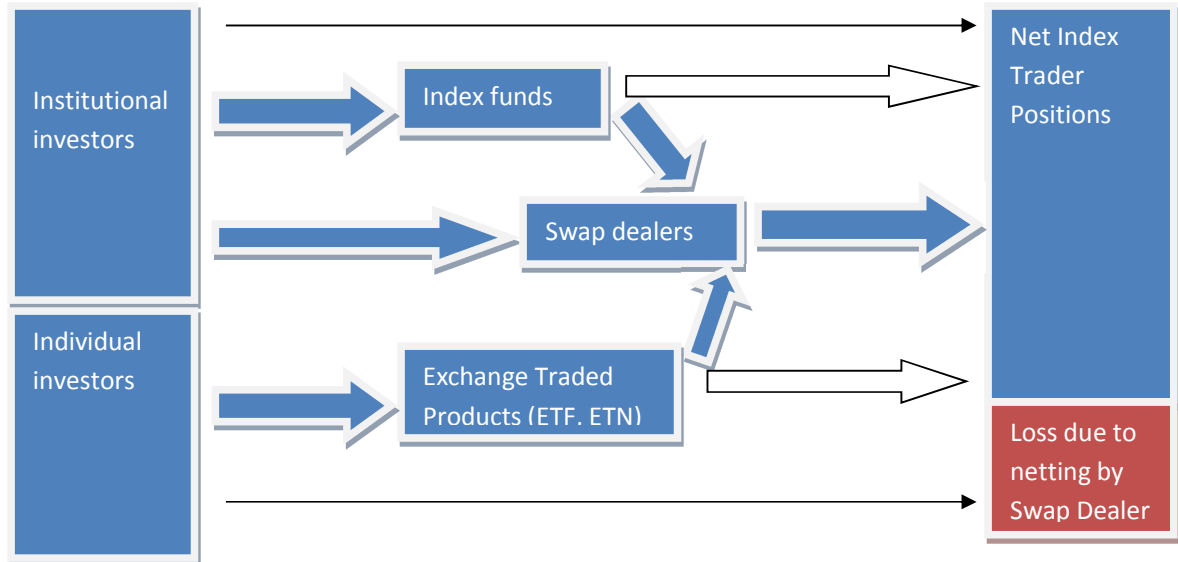 Institutional
investors
Index funds
Swap dealers
Net Index
Trader
Positions
Individual
investors
Exchange Traded
Products (ETF. ETN)
Loss due to
netting by
Swap Dealer